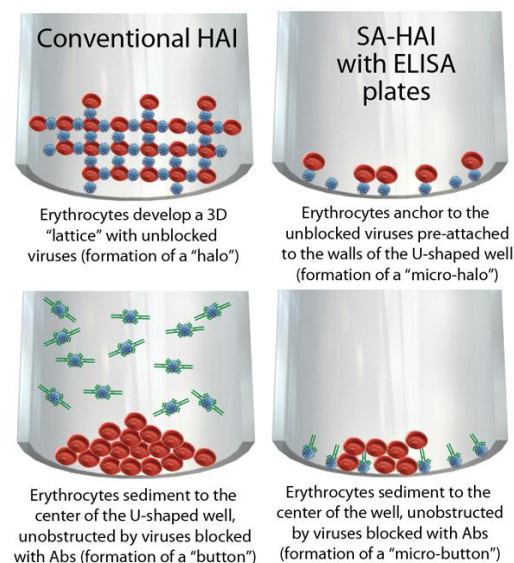 Conventional HAI
SA-HAI
with ELISA
plates
Erythrocytes develop a 3D
“lattice” with unblocked
viruses (formation of a “halo”)
Erythrocytes anchor to the
unblocked viruses pre-attached
to the walls of the U-shaped well
(formation of a “micro-halo”)
Erythrocytes sediment to the
center of the U-shaped well,
unobstructed by viruses blocked
with Abs (formation of a “button”)
Erythrocytes sediment to the
center of the well, unobstructed
by viruses blocked with Abs
(formation of a “micro-button”)